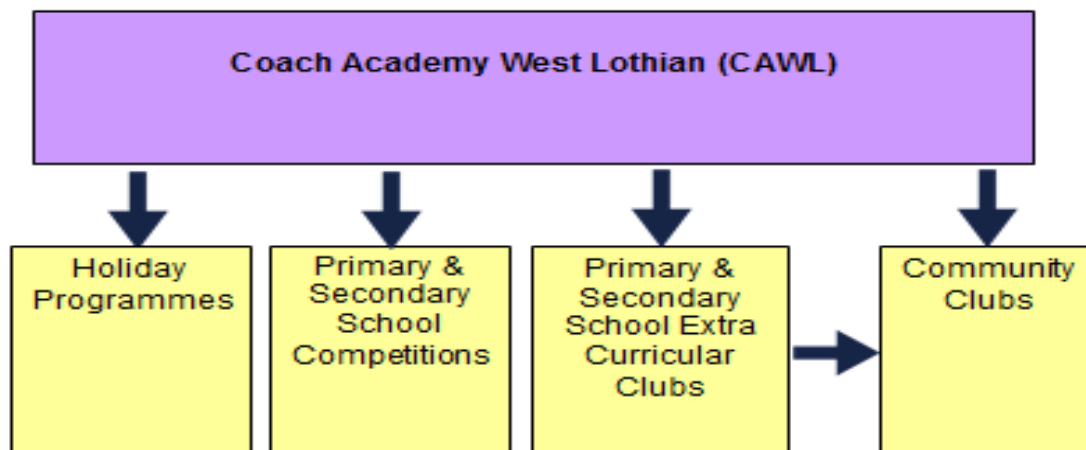 Coach Academy West Lothian (CAWL)
Holiday
Programmes
Primary &
Secondary
School
Competitions
Primary &
Secondary
School Extra
Curricular
Clubs
Community
Clubs